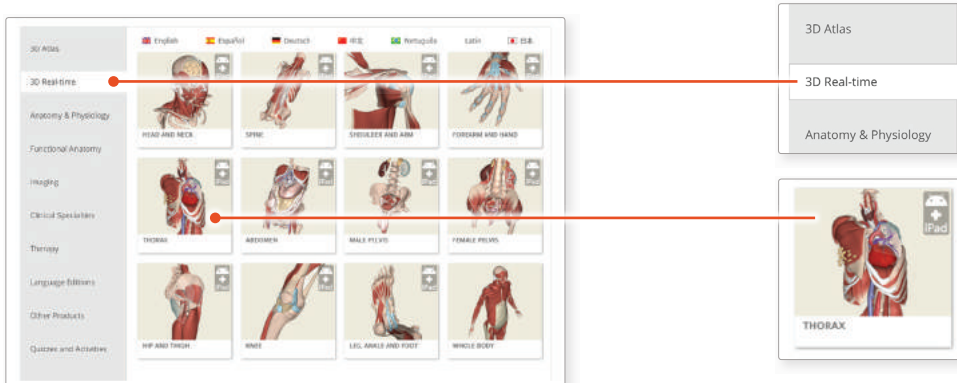 3D Atlas
3D Real-time
Anatomy & Physiology
Functional Anatomy
Imaging
Clinical Specialties
Therapy
Language Editions
Other Products
Quizzes and Activities
English Español Deutsch 中文 Português Latin 日本
HEAD AND NECK SPINE SHOULDER AND ARM FOREARM AND HAND
THORAX ABDOMEN MALE PELVIS FEMALE PELVIS
HIP AND THIGH KNEE LEG, ANKLE AND FOOT WHOLE BODY
3D Atlas
3D Real-time
Anatomy & Physiology
iPad
THORAX